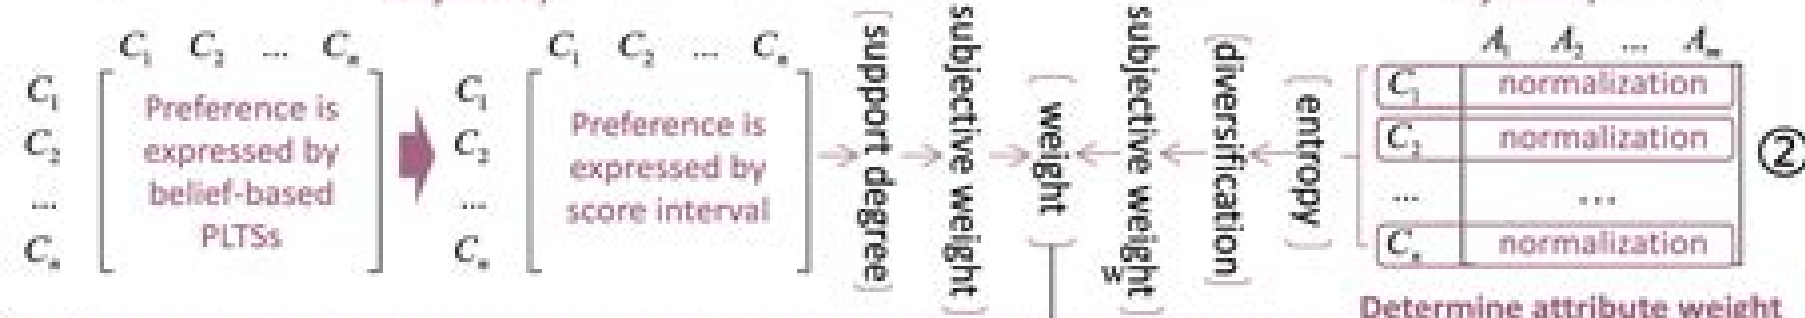 C₁ C₂ ... Cₙ
C₁
C₂
...
Cₙ
Preference is
expressed by
belief-based
PLTSs
C₁ C₂ ... Cₙ
C₁
C₂
...
Cₙ
Preference is
expressed by
score interval
support degree
subjective weight
weight
subjective weight
diversification
entropy
A₁ A₂ ... Aₘ
C₁ normalization
C₂ normalization
... ...
Cₙ normalization
②
Determine attribute weight